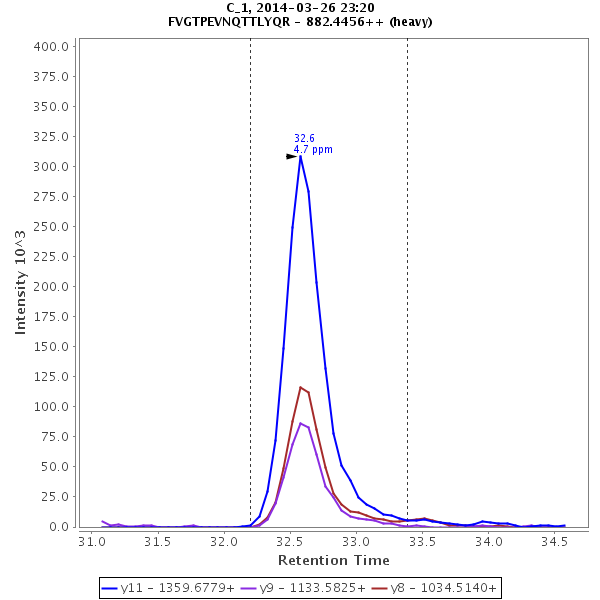 C_1, 2014-03-26 23:20
FVGTPEVNQTTLYQR - 882.4456++ (heavy)
400.0
375.0
350.0
325.0
300.0
275.0
250.0
225.0
200.0
175.0
150.0
125.0
100.0
75.0
50.0
25.0
0.0
Intensity 10^3
32.6
4.7 ppm
31.0 31.5 32.0 32.5 33.0 33.5 34.0 34.5
Retention Time
y11 - 1359.6779+ y9 - 1133.5825+ y8 - 1034.5140+